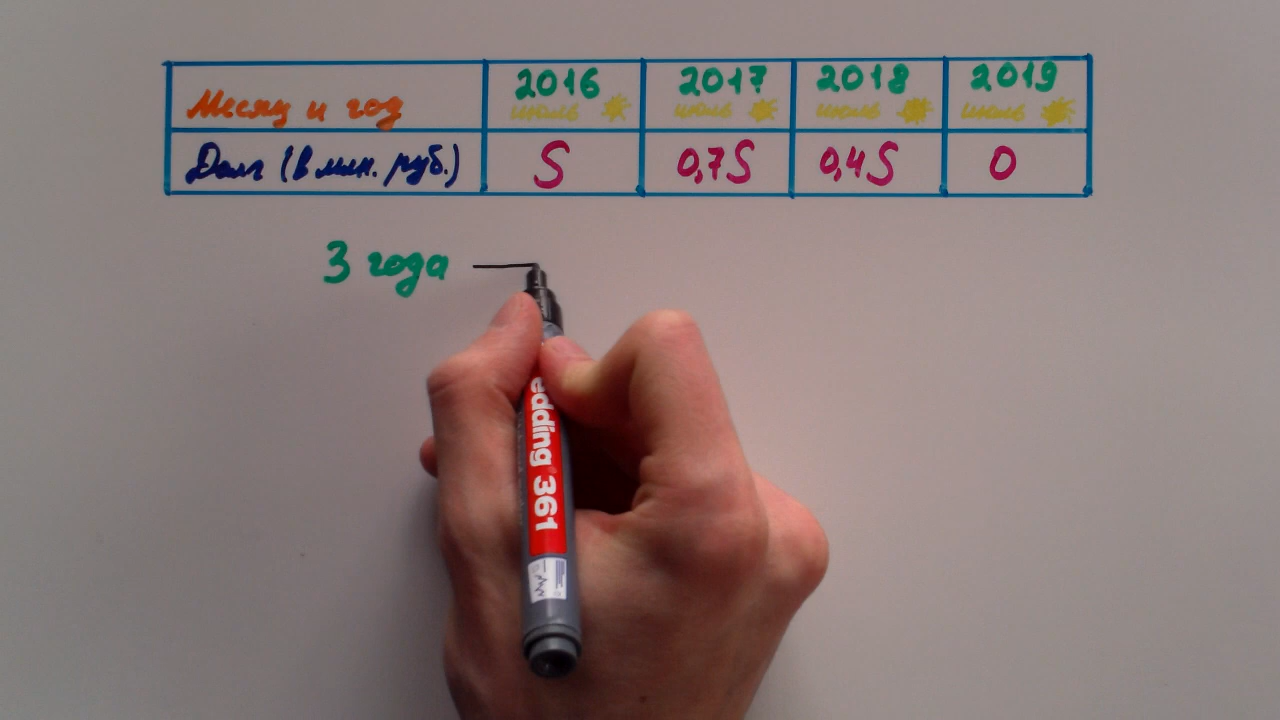 Месяц и год 2016 июль 2017 июль 2018 июль 2019 июль
Долг (в млн. руб.) S 0,7S 0,4S 0
3 года
edding 361